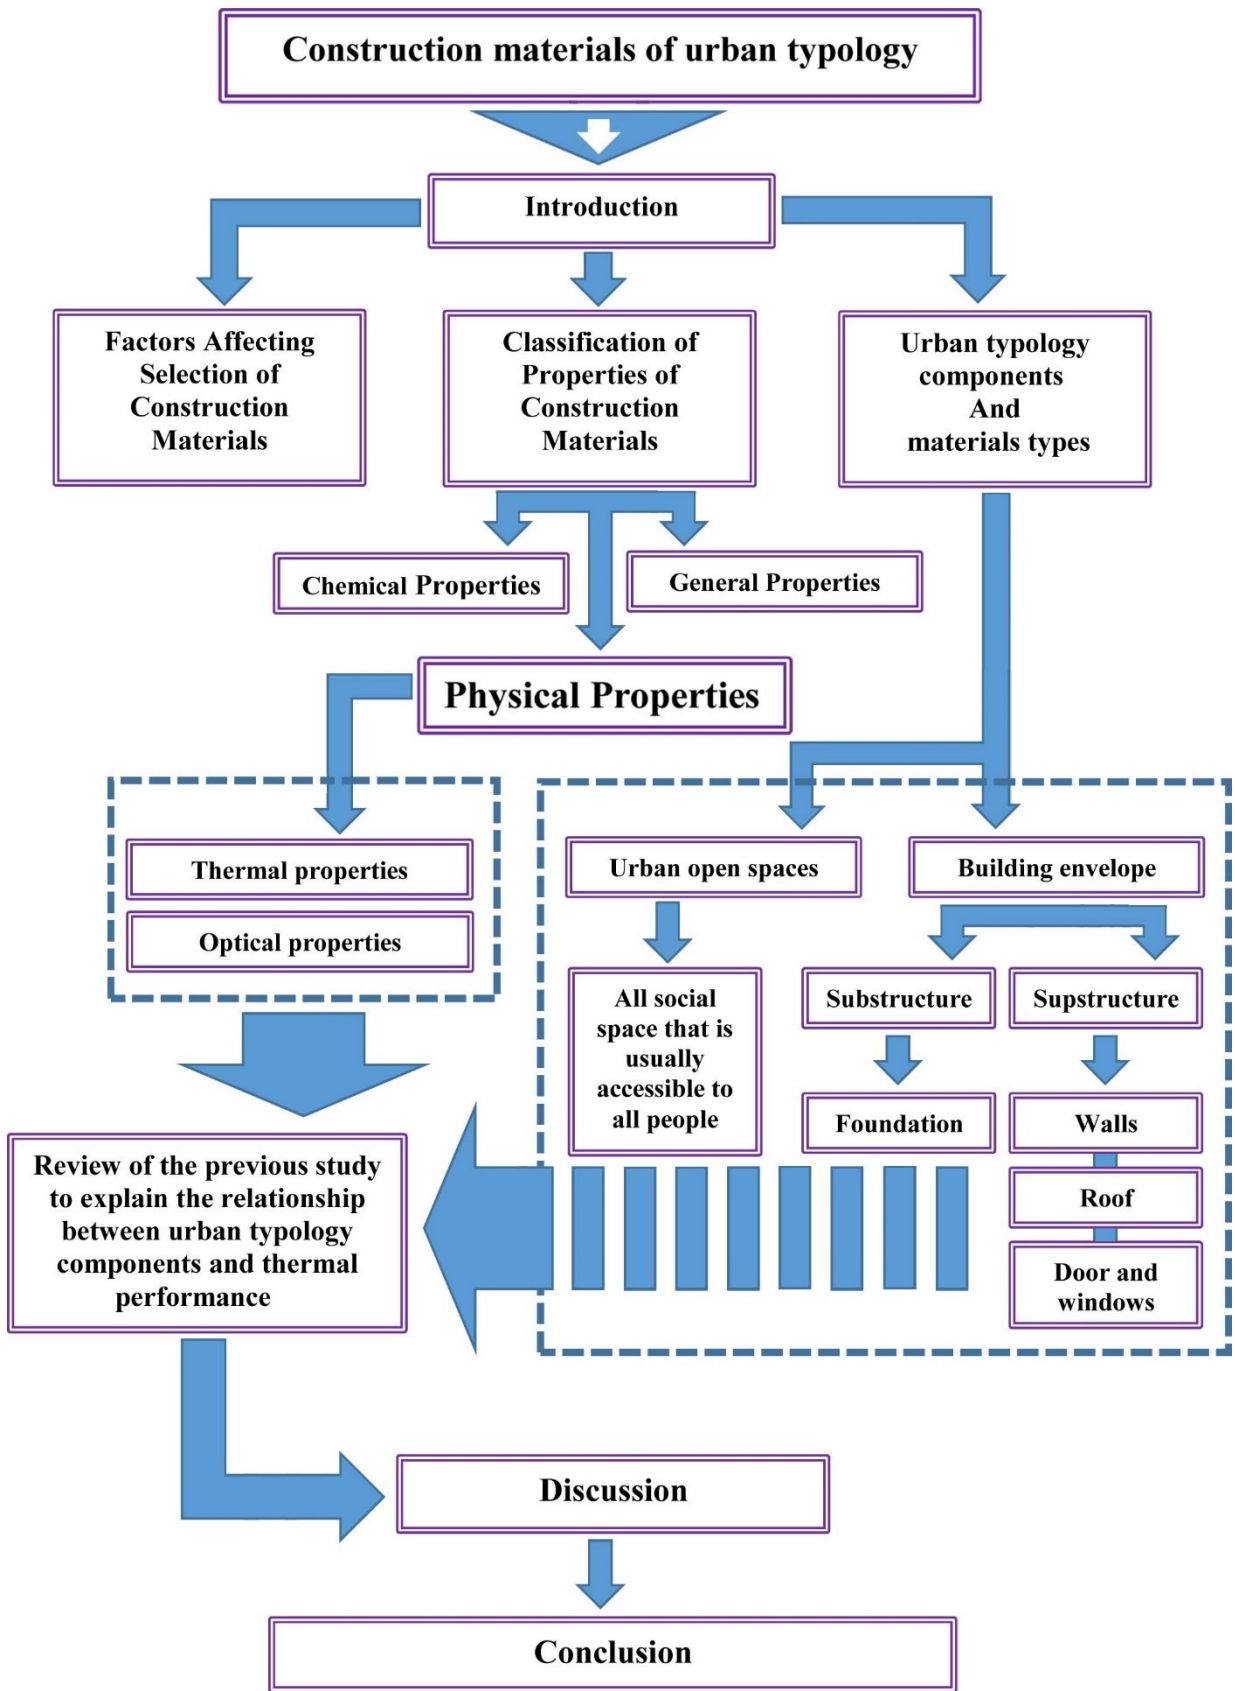 Construction materials of urban typology
Introduction
Factors Affecting
Selection of
Construction
Materials
Classification of
Properties of
Construction
Materials
Urban typology
components
And
materials types
Chemical Properties
General Properties
Physical Properties
Thermal properties
Optical properties
Urban open spaces
Building envelope
All social
space that is
usually
accessible to
all people
Substructure
Supstructure
Foundation
Walls
Roof
Door and
windows
Review of the previous study
to explain the relationship
between urban typology
components and thermal
performance
Discussion
Conclusion